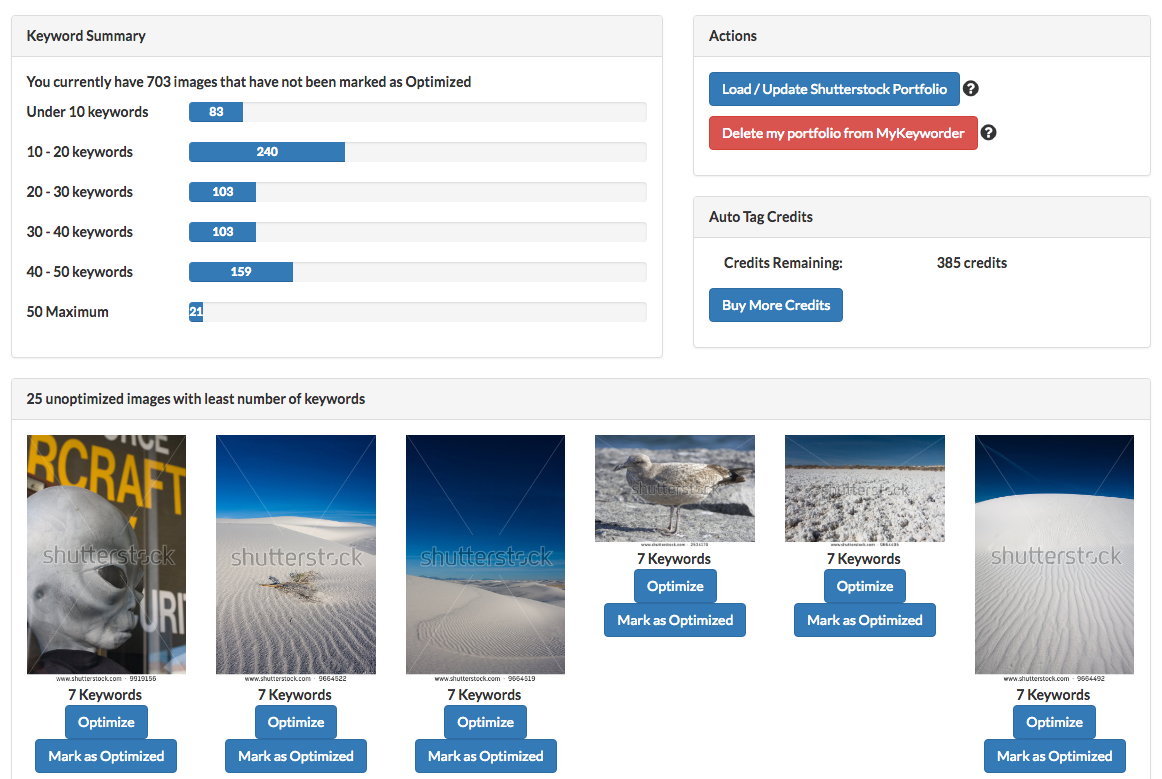 Keyword Summary
You currently have 703 images that have not been marked as Optimized
Under 10 keywords 83
10 - 20 keywords 240
20 - 30 keywords 103
30 - 40 keywords 103
40 - 50 keywords 159
50 Maximum 21
Actions
Load / Update Shutterstock Portfolio ?
Delete my portfolio from MyKeyworder ?
Auto Tag Credits
Credits Remaining: 385 credits
Buy More Credits
25 unoptimized images with least number of keywords
RCRAFT
URI
shutterstock
www.shutterstock.com · 9919156
7 Keywords
Optimize
Mark as Optimized
shutterstock
www.shutterstock.com · 9664522
7 Keywords
Optimize
Mark as Optimized
shutterstock
www.shutterstock.com · 9664519
7 Keywords
Optimize
Mark as Optimized
shutterstock
www.shutterstock.com
7 Keywords
Optimize
Mark as Optimized
shutterstock
www.shutterstock.com
7 Keywords
Optimize
Mark as Optimized
shutterstock
www.shutterstock.com · 9664492
7 Keywords
Optimize
Mark as Optimized